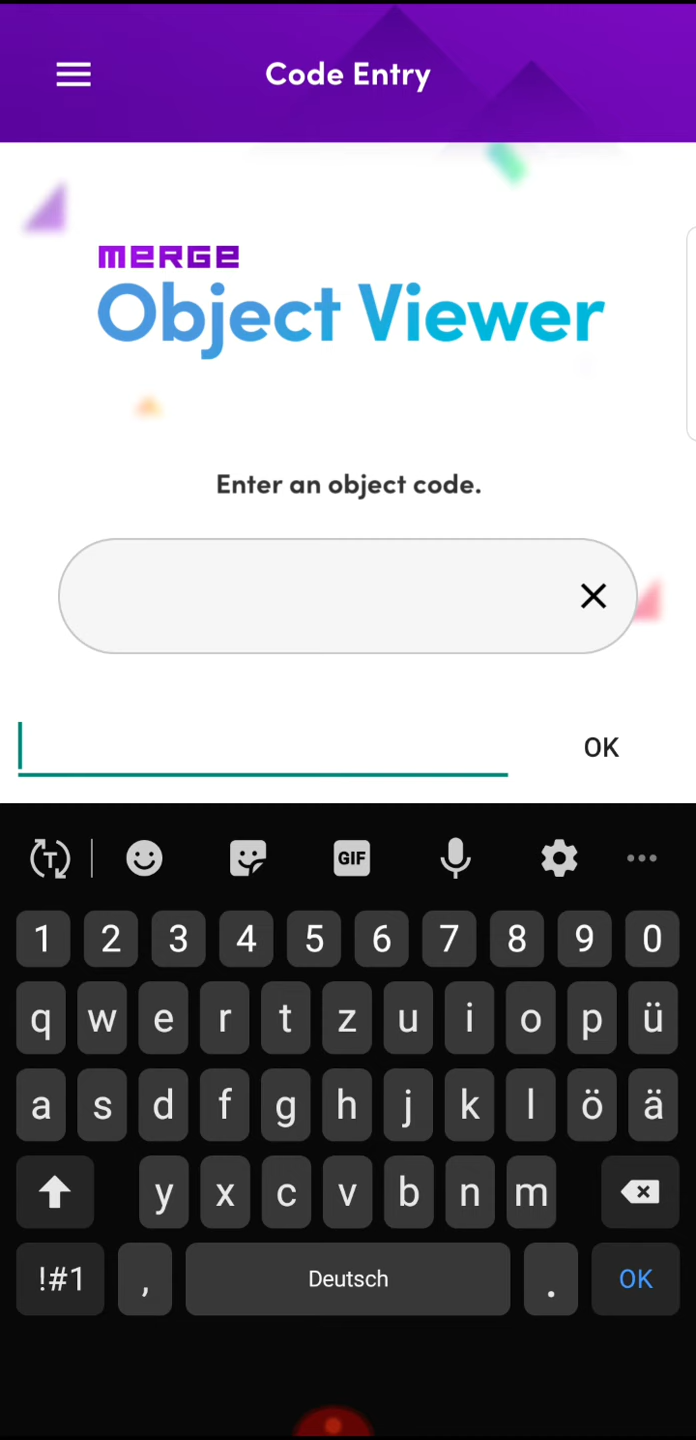 Code Entry
MERGE
Object Viewer
Enter an object code.
OK
T GIF
1 2 3 4 5 6 7 8 9 0
q w e r t z u i o p ü
a s d f g h j k l ö ä
y x c v b n m
!#1 , Deutsch . OK